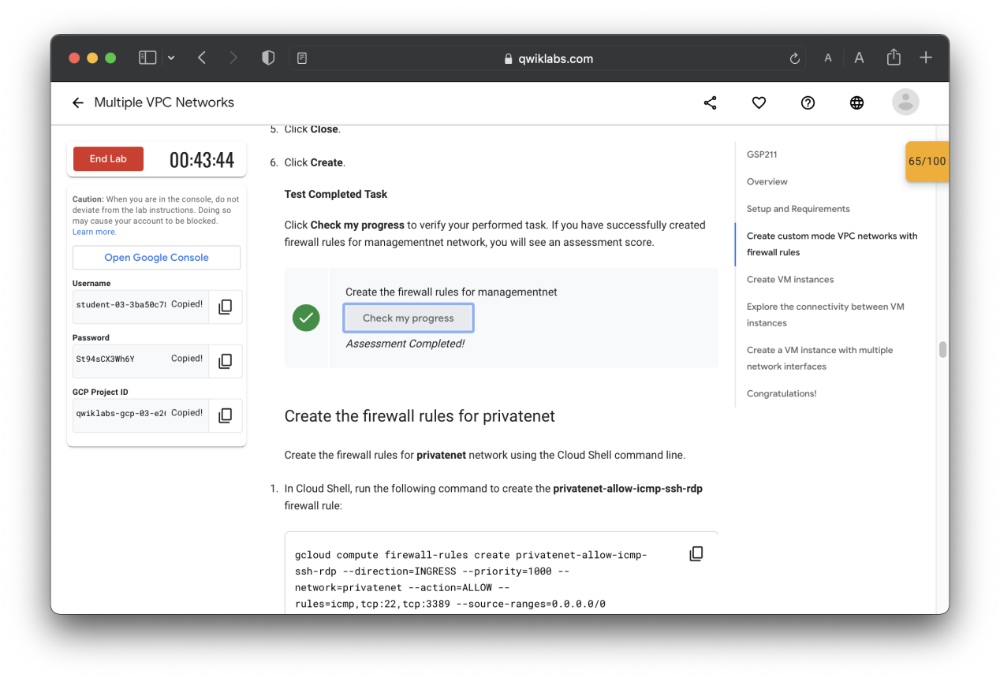 qwiklabs.com
A
A
Multiple VPC Networks
End Lab
00:43:44
Caution: When you are in the console, do not
deviate from the lab instructions. Doing so
may cause your account to be blocked.
Learn more.
Open Google Console
Username
student-03-3ba50c7
Copied!
Password
St94sCX3Wh6Y
Copied!
GCP Project ID
qwiklabs-gcp-03-e2
Copied!
5. Click Close.
6. Click Create.
Test Completed Task
Click Check my progress to verify your performed task. If you have successfully created
firewall rules for managementnet network, you will see an assessment score.
Create the firewall rules for managementnet
Check my progress
Assessment Completed!
Create the firewall rules for privatenet
Create the firewall rules for privatenet network using the Cloud Shell command line.
1. In Cloud Shell, run the following command to create the privatenet-allow-icmp-ssh-rdp
firewall rule:
gcloud compute firewall-rules create privatenet-allow-icmp-
ssh-rdp --direction=INGRESS --priority=1000 --
network=privatenet --action=ALLOW --
rules=icmp,tcp:22,tcp:3389 --source-ranges=0.0.0.0/0
GSP211
Overview
Setup and Requirements
Create custom mode VPC networks with
firewall rules
Create VM instances
Explore the connectivity between VM
instances
Create a VM instance with multiple
network interfaces
Congratulations!
65/100